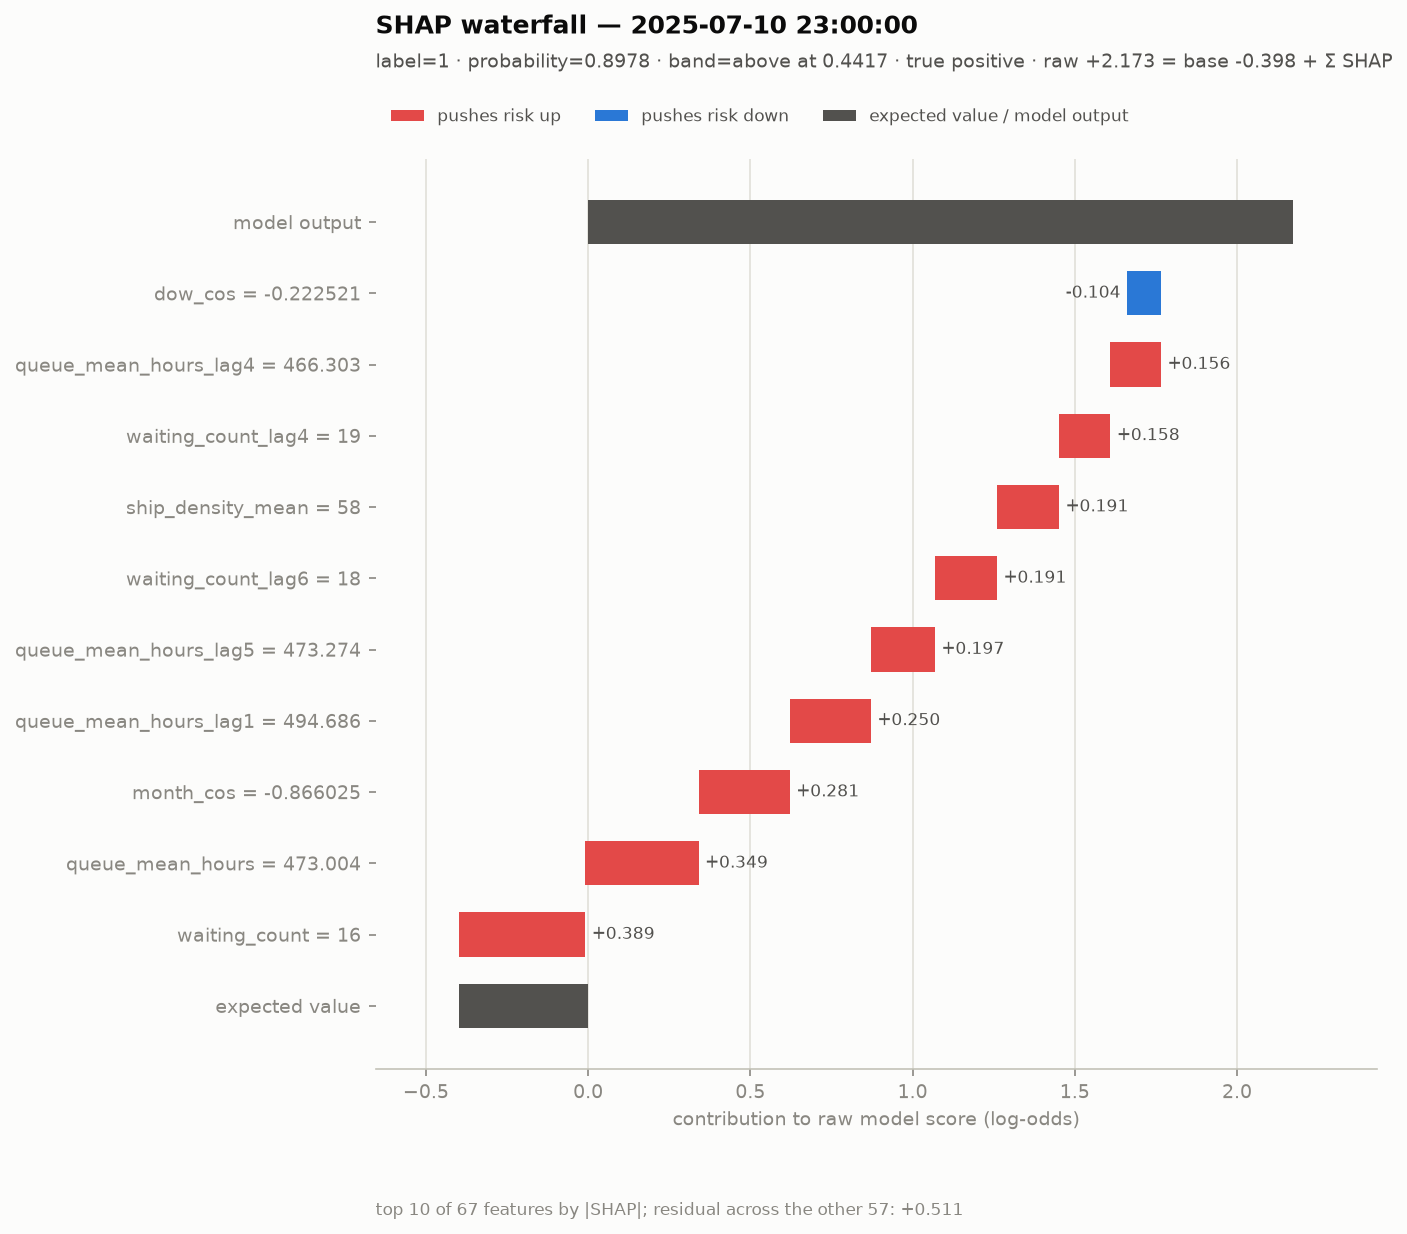 SHAP waterfall — 2025-07-10 23:00:00
label=1 · probability=0.8978 · band=above at 0.4417 · true positive · raw +2.173 = base -0.398 + Σ SHAP
pushes risk up
pushes risk down
expected value / model output
model output
dow_cos = -0.222521
-0.104
queue_mean_hours_lag4 = 466.303
+0.156
waiting_count_lag4 = 19
+0.158
ship_density_mean = 58
+0.191
waiting_count_lag6 = 18
+0.191
queue_mean_hours_lag5 = 473.274
+0.197
queue_mean_hours_lag1 = 494.686
+0.250
month_cos = -0.866025
+0.281
queue_mean_hours = 473.004
+0.349
waiting_count = 16
+0.389
expected value
−0.5
0.0
0.5
1.0
1.5
2.0
contribution to raw model score (log-odds)
top 10 of 67 features by |SHAP|; residual across the other 57: +0.511